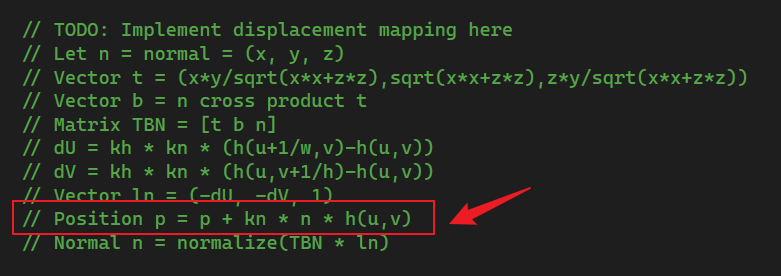 // TODO: Implement displacement mapping here
// Let n = normal = (x, y, z)
// Vector t = (x*y/sqrt(x*x+z*z),sqrt(x*x+z*z),z*y/sqrt(x*x+z*z))
// Vector b = n cross product t
// Matrix TBN = [t b n]
// dU = kh * kn * (h(u+1/w,v)-h(u,v))
// dV = kh * kn * (h(u,v+1/h)-h(u,v))
// Vector ln = (-dU, -dV, 1)
// Position p = p + kn * n * h(u,v)
// Normal n = normalize(TBN * ln)